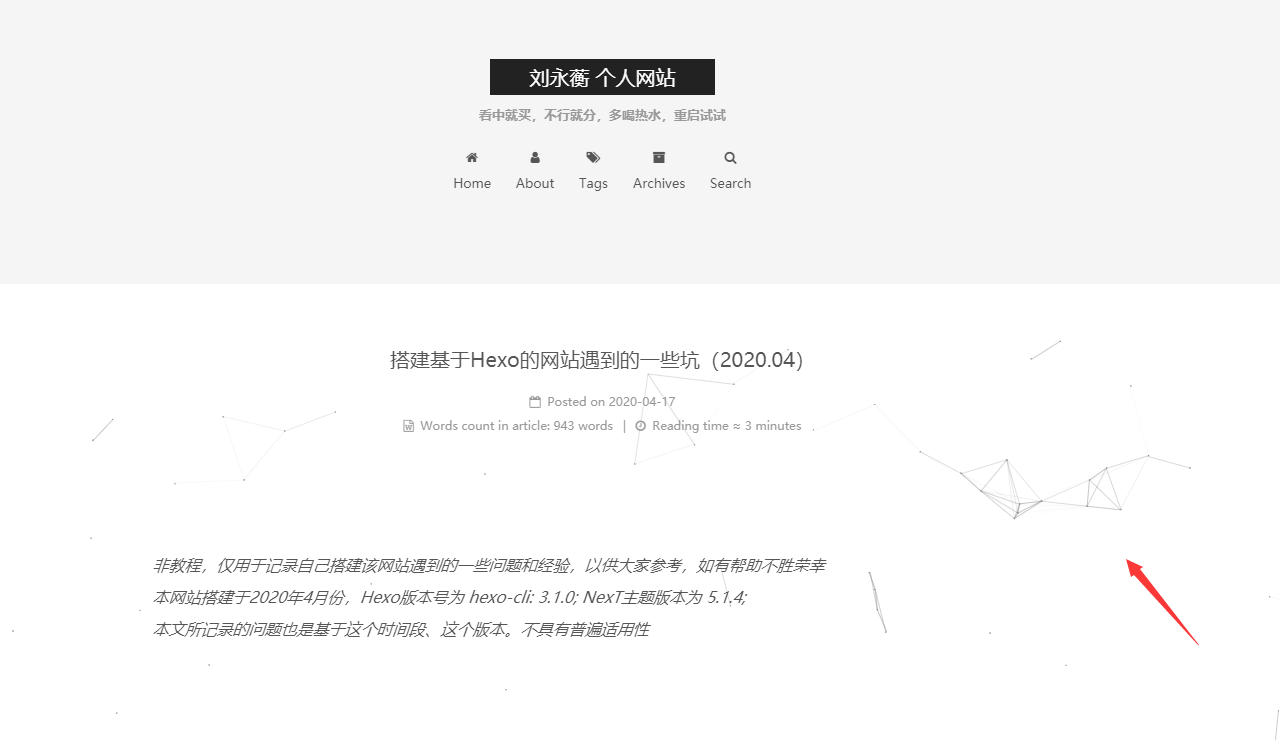 刘永蘅 个人网站
看中就买，不行就分，多喝热水，重启试试
Home About Tags Archives Search
搭建基于Hexo的网站遇到的一些坑（2020.04）
Posted on 2020-04-17
Words count in article: 943 words | Reading time ≈ 3 minutes
非教程，仅用于记录自己搭建该网站遇到的一些问题和经验，以供大家参考，如有帮助不胜荣幸
本网站搭建于2020年4月份，Hexo版本号为 hexo-cli: 3.1.0; NexT主题版本为 5.1.4;
本文所记录的问题也是基于这个时间段、这个版本。不具有普遍适用性